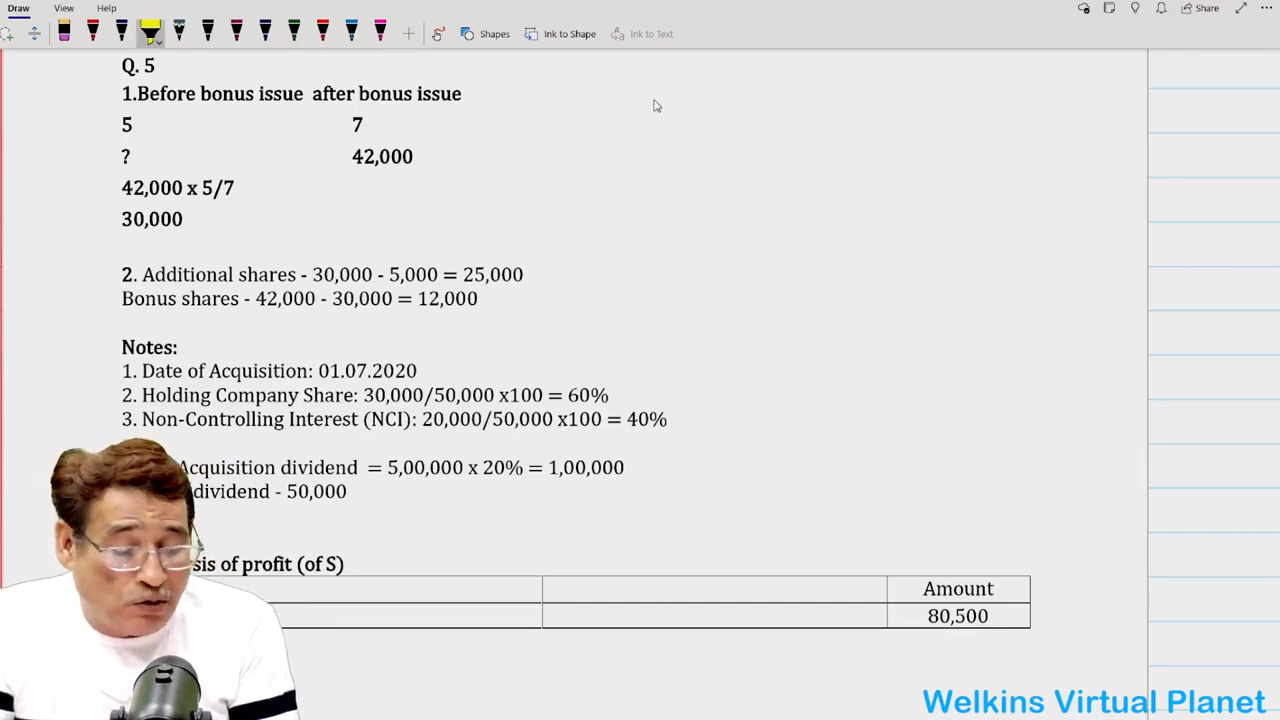 Draw View Help
Share
Shapes Ink to Shape Ink to Text
Q. 5
1.Before bonus issue after bonus issue
5 7
? 42,000
42,000 x 5/7
30,000
2. Additional shares - 30,000 - 5,000 = 25,000
Bonus shares - 42,000 - 30,000 = 12,000
Notes:
1. Date of Acquisition: 01.07.2020
2. Holding Company Share: 30,000/50,000 x100 = 60%
3. Non-Controlling Interest (NCI): 20,000/50,000 x100 = 40%
Acquisition dividend = 5,00,000 x 20% = 1,00,000
dividend - 50,000
of profit (of S)
Amount
80,500
Welkins Virtual Planet